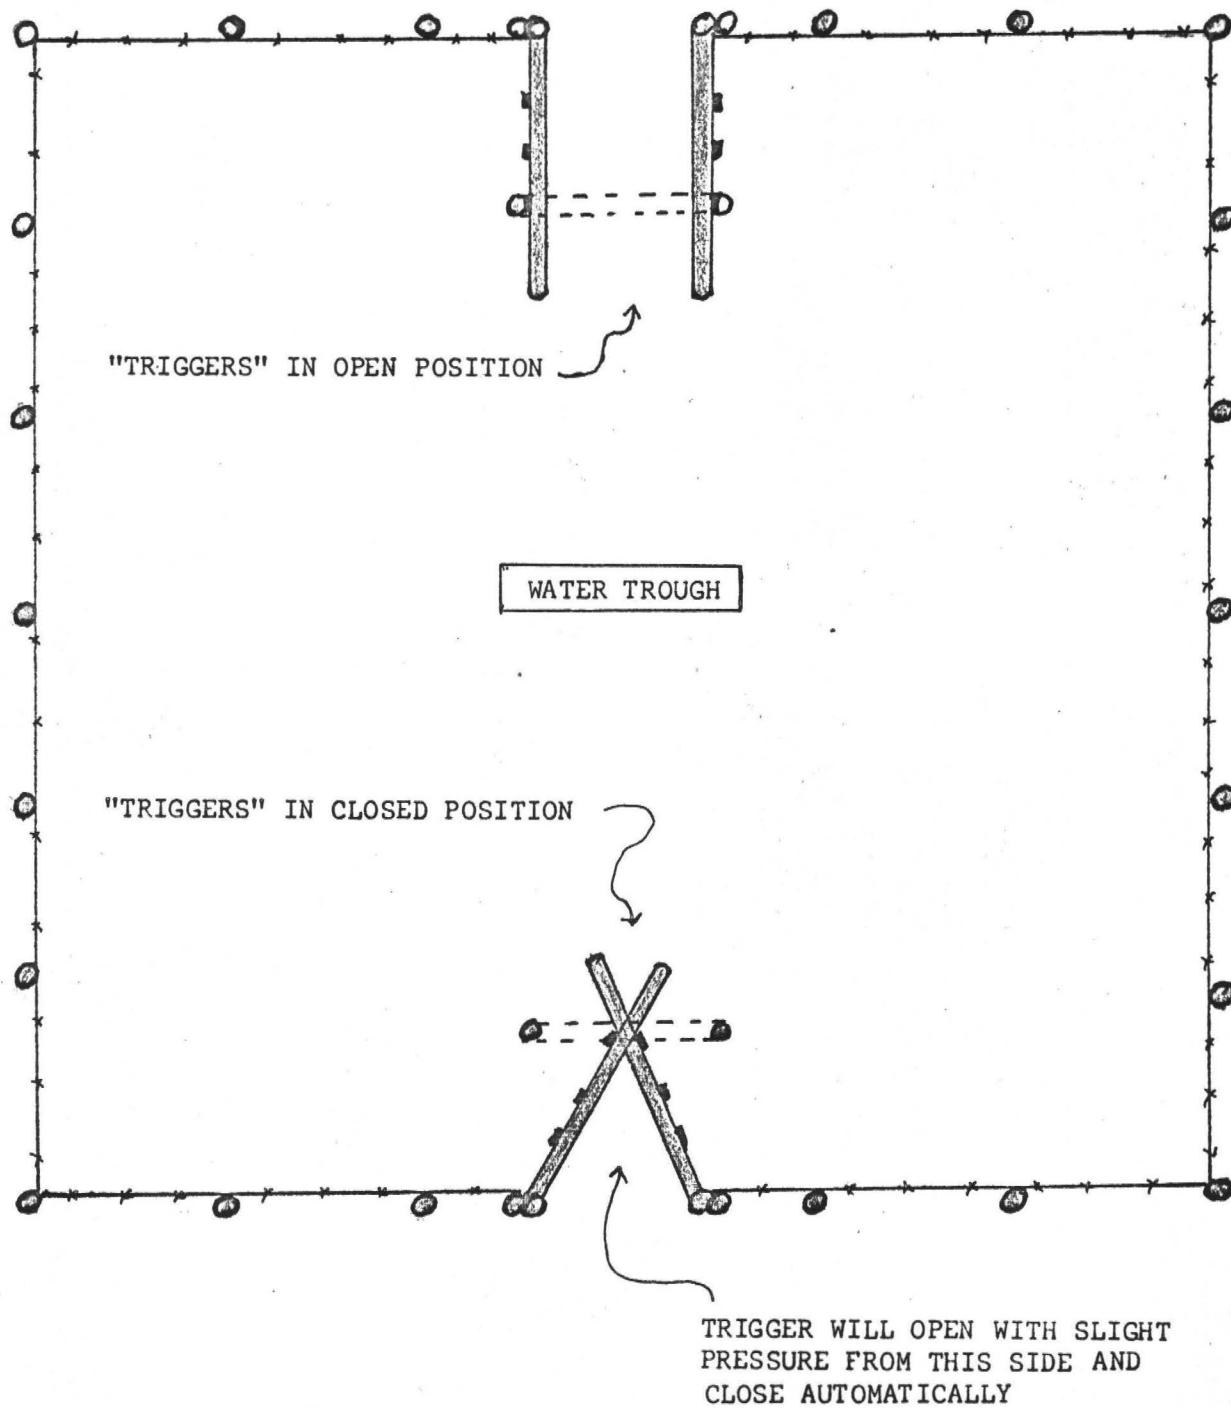 "TRIGGERS" IN OPEN POSITION
WATER TROUGH
"TRIGGERS" IN CLOSED POSITION
TRIGGER WILL OPEN WITH SLIGHT
PRESSURE FROM THIS SIDE AND
CLOSE AUTOMATICALLY